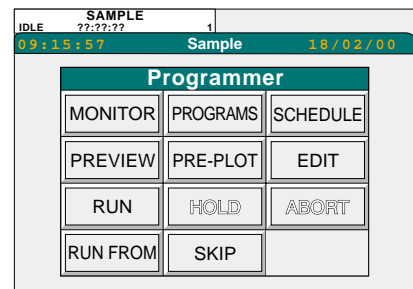 SAMPLE
IDLE ??:??:?? 1
09:15:57 Sample 18/02/00
Programmer
MONITOR PROGRAMS SCHEDULE
PREVIEW PRE-PLOT EDIT
RUN HOLD ABORT
RUN FROM SKIP